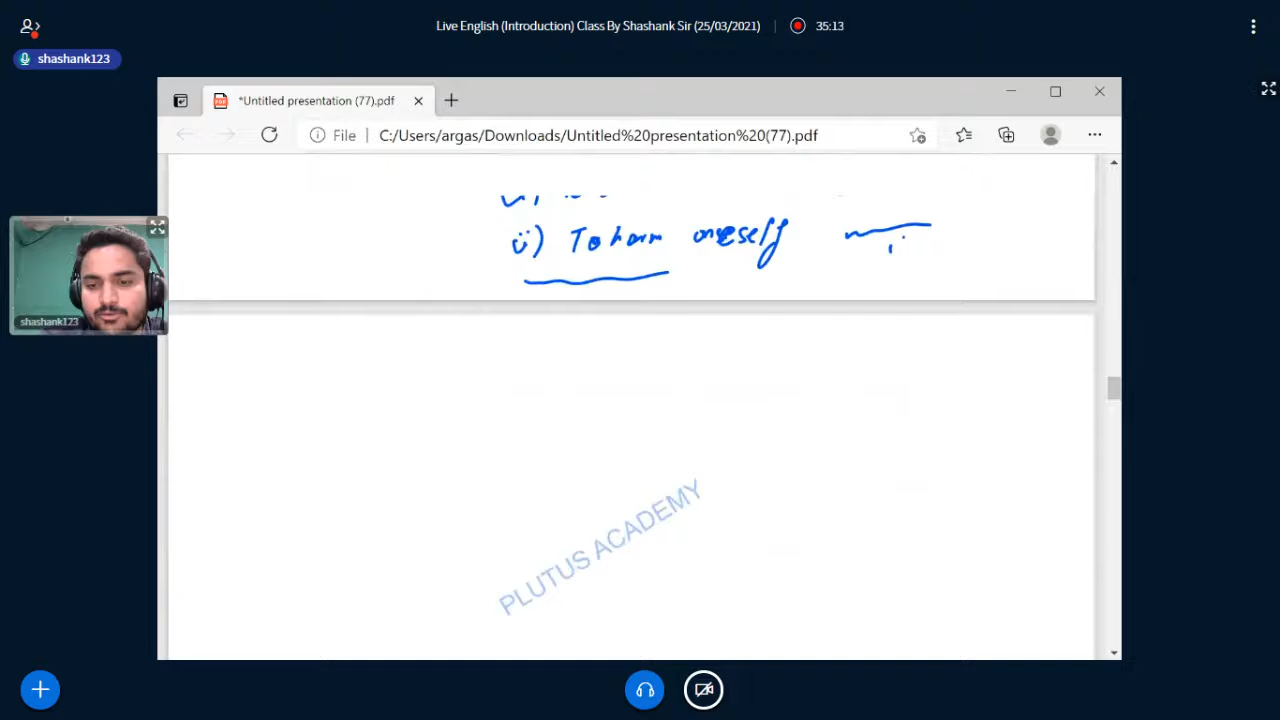 Live English (Introduction) Class By Shashank Sir (25/03/2021)
35:13
shashank123
*Untitled presentation (77).pdf
File
C:/Users/argas/Downloads/Untitled%20presentation%20(77).pdf
ii) To harm oneself
shashank123
PLUTUS ACADEMY